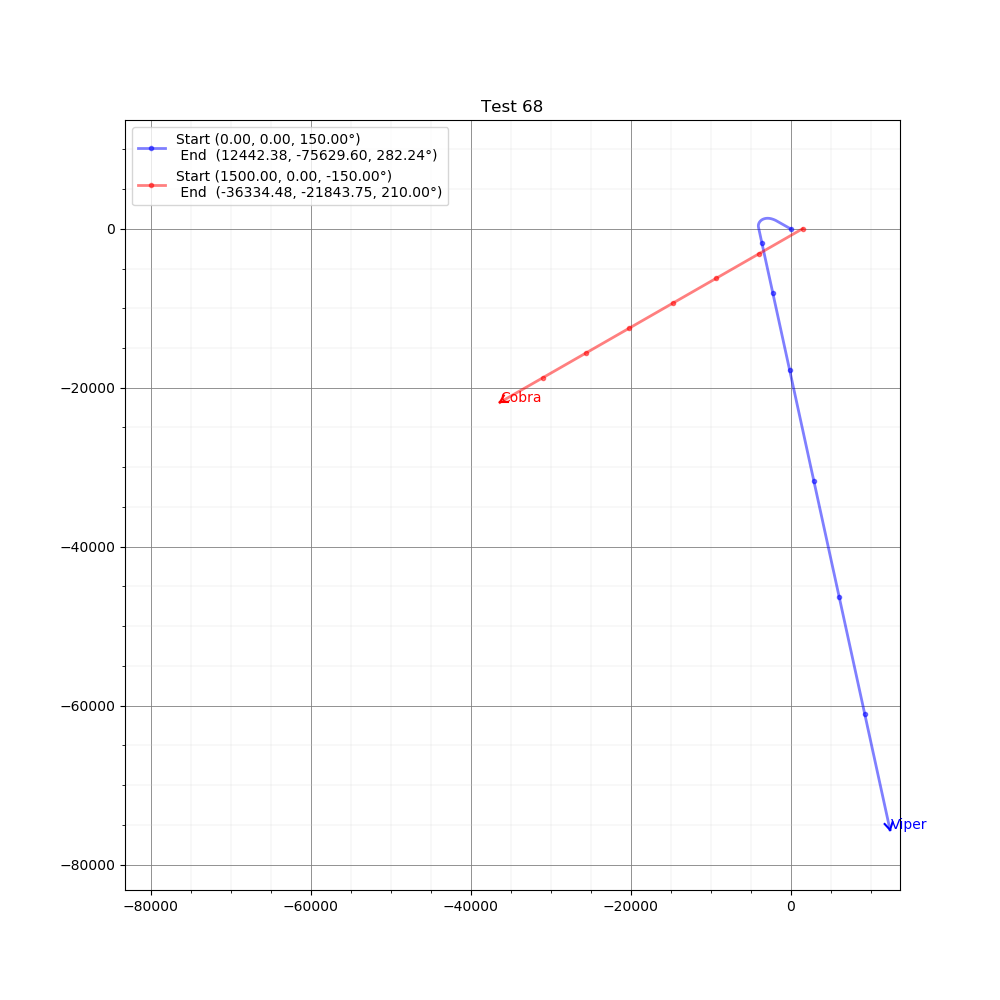 Test 68
Start (0.00, 0.00, 150.00°)
End (12442.38, -75629.60, 282.24°)
Start (1500.00, 0.00, -150.00°)
End (-36334.48, -21843.75, 210.00°)
0
−20000
−40000
−60000
−80000
Cobra
Viper
−80000 −60000 −40000 −20000 0